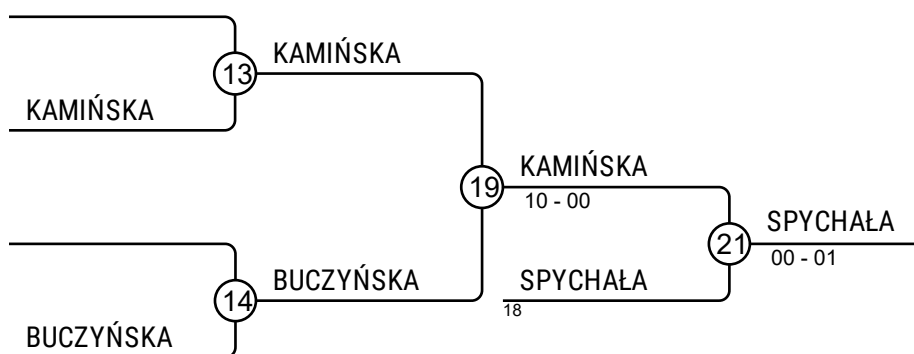 KAMIŃSKA
13
KAMIŃSKA
KAMIŃSKA
10 - 00
19
SPYCHAŁA
00 - 01
21
BUCZYŃSKA
SPYCHAŁA
18
14
BUCZYŃSKA